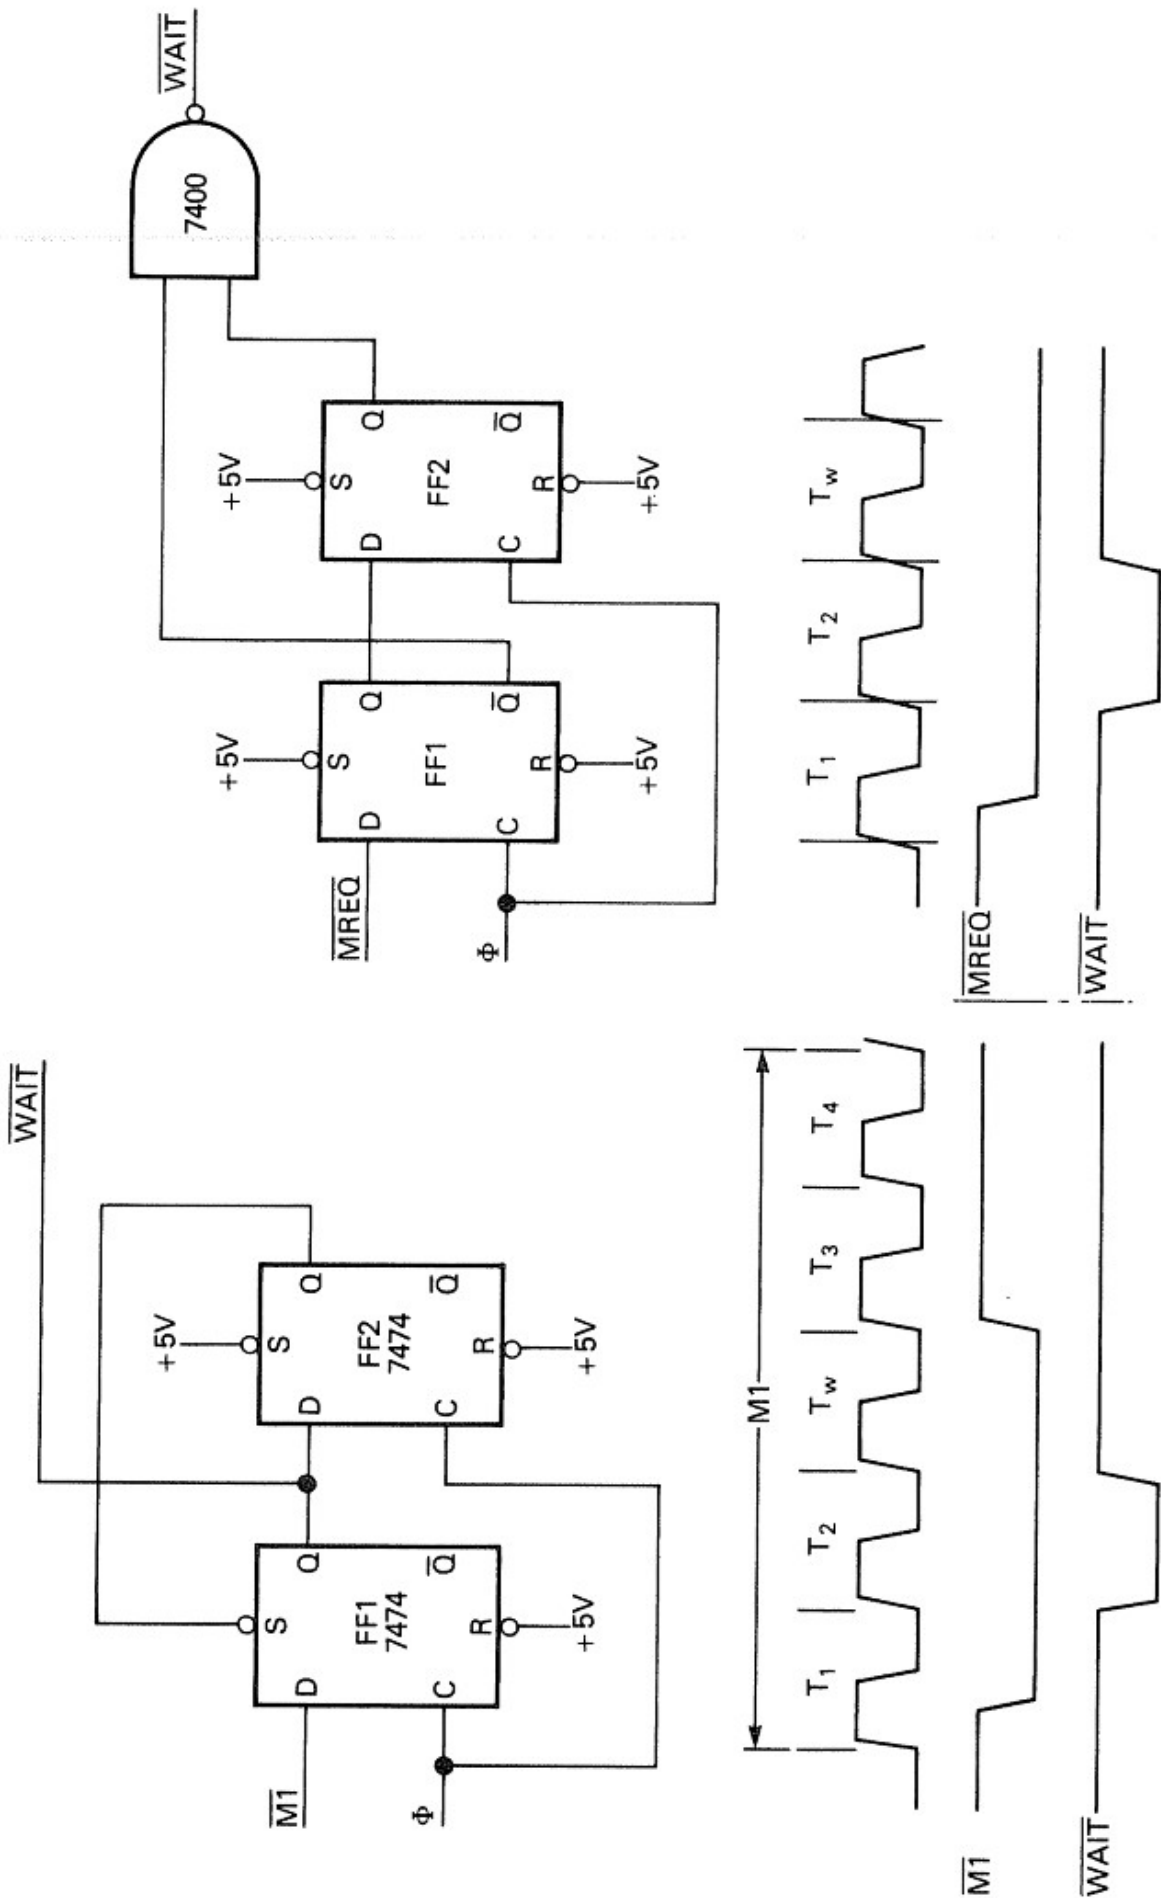 WAIT
+5V
+5V
M1
D
S
Q
FF1
7474
C
R
Q
D
S
Q
FF2
7474
C
R
Q
Φ
+5V
+5V
M1
T1
T2
Tw
T3
T4
M1
WAIT
WAIT
7400
+5V
+5V
MREQ
D
S
Q
FF1
C
R
Q
D
S
Q
FF2
C
R
Q
Φ
+5V
+5V
T1
T2
Tw
MREQ
WAIT